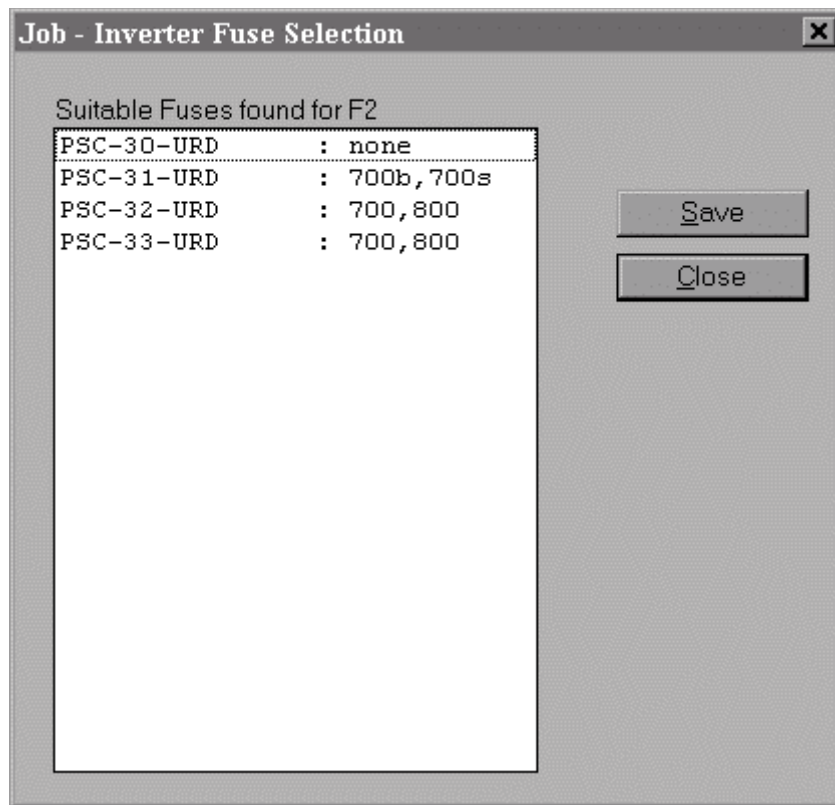 Job - Inverter Fuse Selection
Suitable Fuses found for F2
PSC-30-URD : none
PSC-31-URD : 700b,700s
PSC-32-URD : 700,800
PSC-33-URD : 700,800
Save
Close